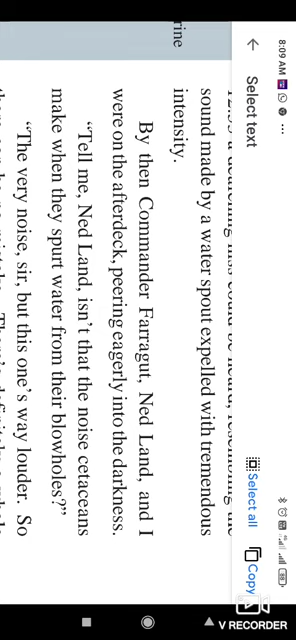 8:09 AM
Select text
Select all
Copy
sound made by a water spout expelled with tremendous
intensity.
By then Commander Farragut, Ned Land, and I
were on the afterdeck, peering eagerly into the darkness.
“Tell me, Ned Land, isn’t that the noise cetaceans
make when they spurt water from their blowholes?”
“The very noise, sir, but this one’s way louder. So
V RECORDER